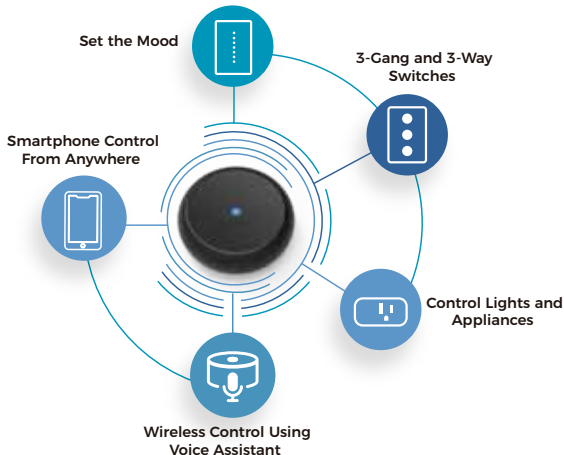 Set the Mood
3-Gang and 3-Way
Switches
Smartphone Control
From Anywhere
Control Lights and
Appliances
Wireless Control Using
Voice Assistant